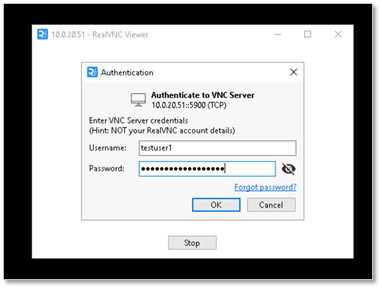 10.0.20.51 - RealVNC Viewer
Authentication
Authenticate to VNC Server
10.0.20.51::5900 (TCP)
Enter VNC Server credentials
(Hint: NOT your RealVNC account details)
Username: testuser1
Password: ••••••••••••••••••
Forgot password?
OK Cancel
Stop